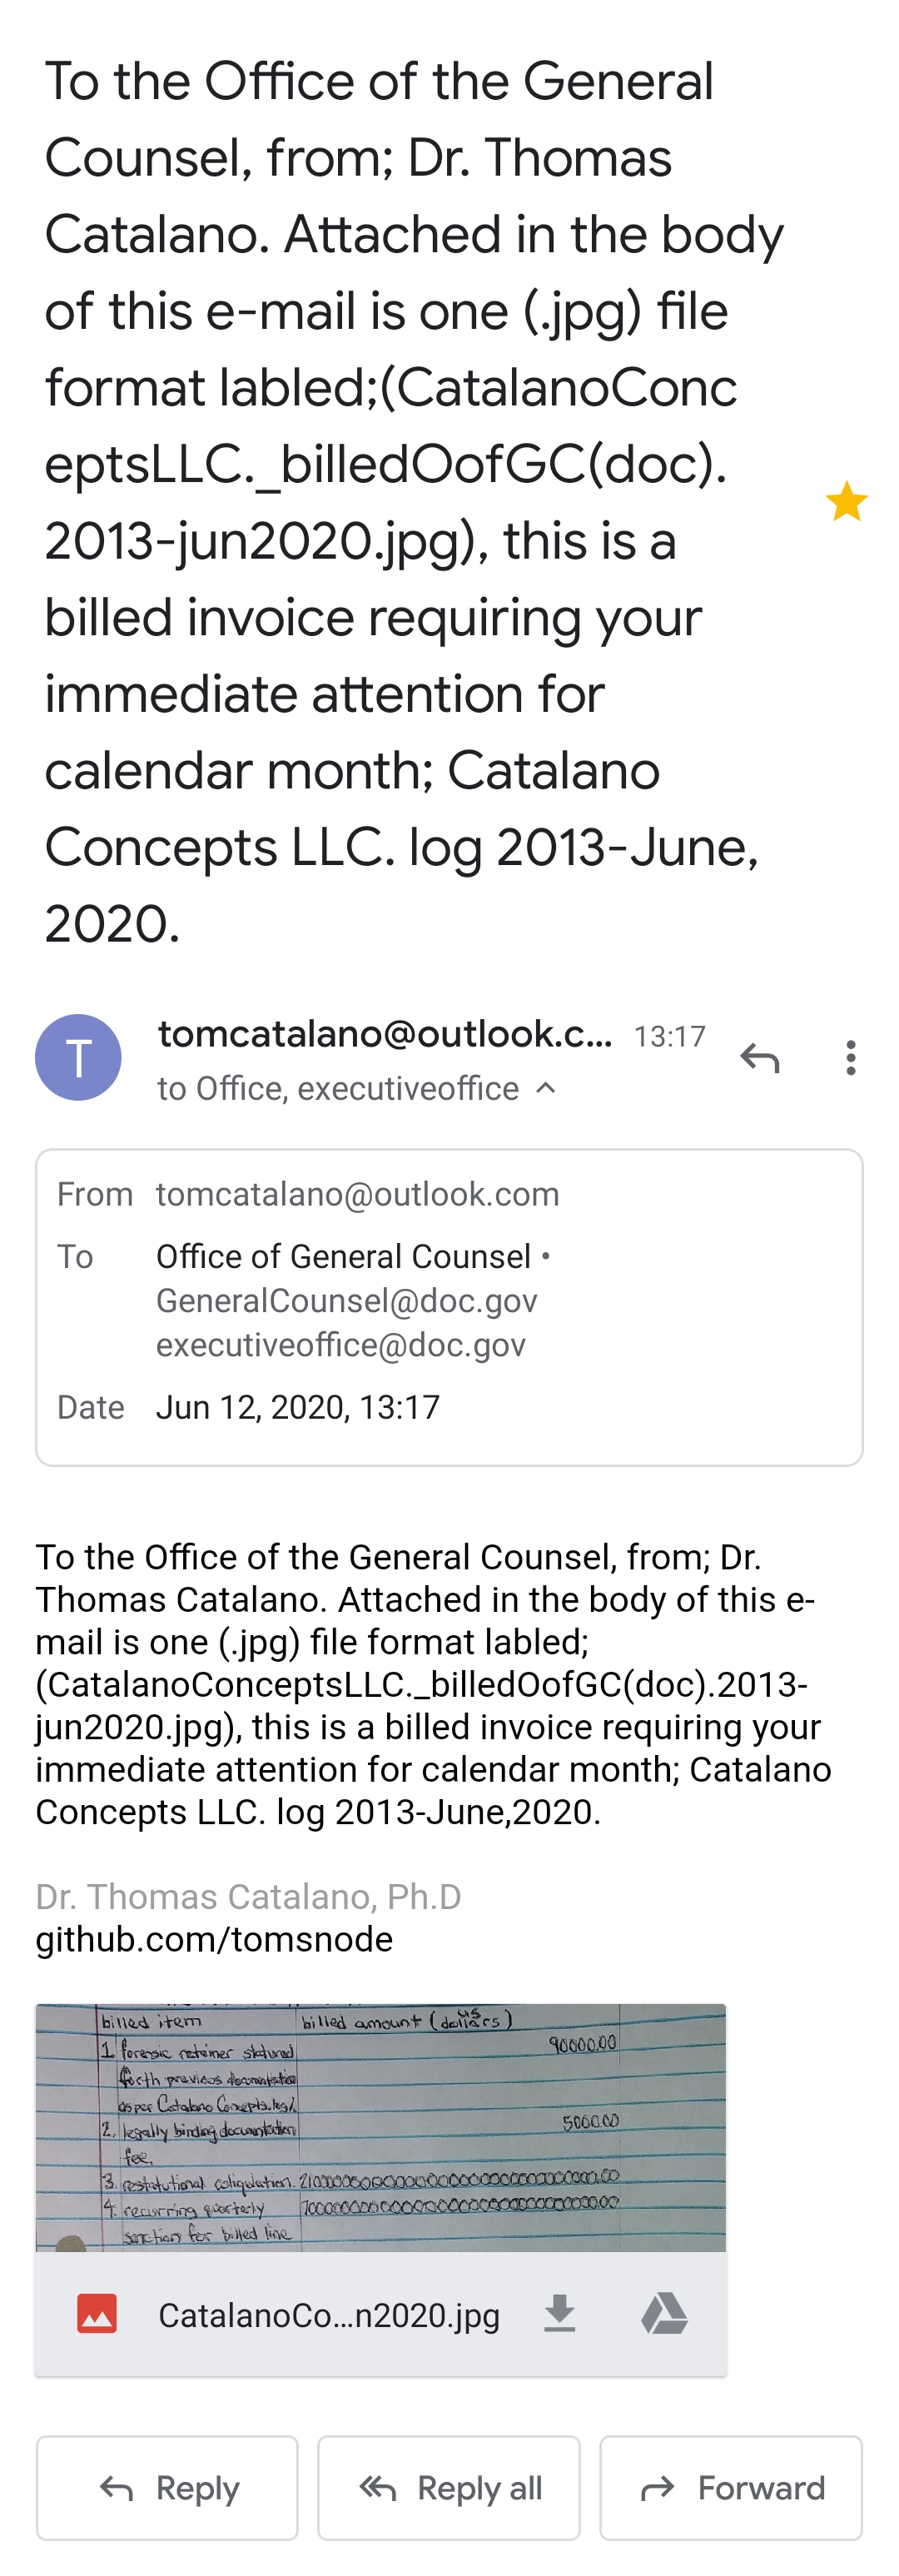 To the Office of the General
Counsel, from; Dr. Thomas
Catalano. Attached in the body
of this e-mail is one (.jpg) file
format labled;(CatalanoConc
eptsLLC._billedOofGC(doc).
2013-jun2020.jpg), this is a
billed invoice requiring your
immediate attention for
calendar month; Catalano
Concepts LLC. log 2013-June,
2020.
T
tomcatalano@outlook.c... 13:17
to Office, executiveoffice
From tomcatalano@outlook.com
To Office of General Counsel •
GeneralCounsel@doc.gov
executiveoffice@doc.gov
Date Jun 12, 2020, 13:17
To the Office of the General Counsel, from; Dr.
Thomas Catalano. Attached in the body of this e-
mail is one (.jpg) file format labled;
(CatalanoConceptsLLC._billedOofGC(doc).2013-
jun2020.jpg), this is a billed invoice requiring your
immediate attention for calendar month; Catalano
Concepts LLC. log 2013-June,2020.
Dr. Thomas Catalano, Ph.D
github.com/tomsnode
billed item billed amount (us dollars)
1. forensic retainer 90000.00
forth previous documentation
as per Catalano Concepts.log/
2. legally binding documentation 5000.00
fee.
3. restatutional
4. recurring quarterly
sanction for billed line
CatalanoCo...n2020.jpg
Reply
Reply all
Forward